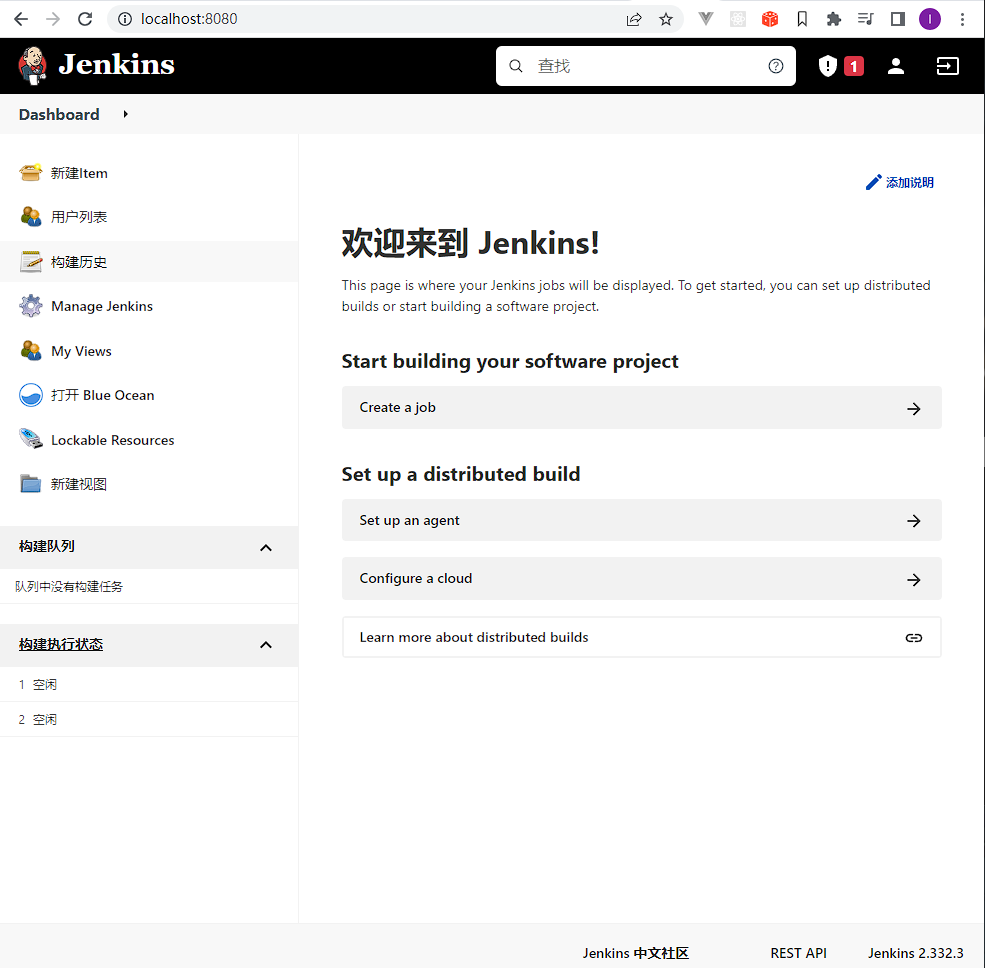 localhost:8080
I
Jenkins
查找
1
Dashboard
新建Item
用户列表
构建历史
Manage Jenkins
My Views
打开 Blue Ocean
Lockable Resources
新建视图
构建队列
队列中没有构建任务
构建执行状态
1 空闲
2 空闲
添加说明
欢迎来到 Jenkins!
This page is where your Jenkins jobs will be displayed. To get started, you can set up distributed
builds or start building a software project.
Start building your software project
Create a job
Set up a distributed build
Set up an agent
Configure a cloud
Learn more about distributed builds
Jenkins 中文社区
REST API
Jenkins 2.332.3